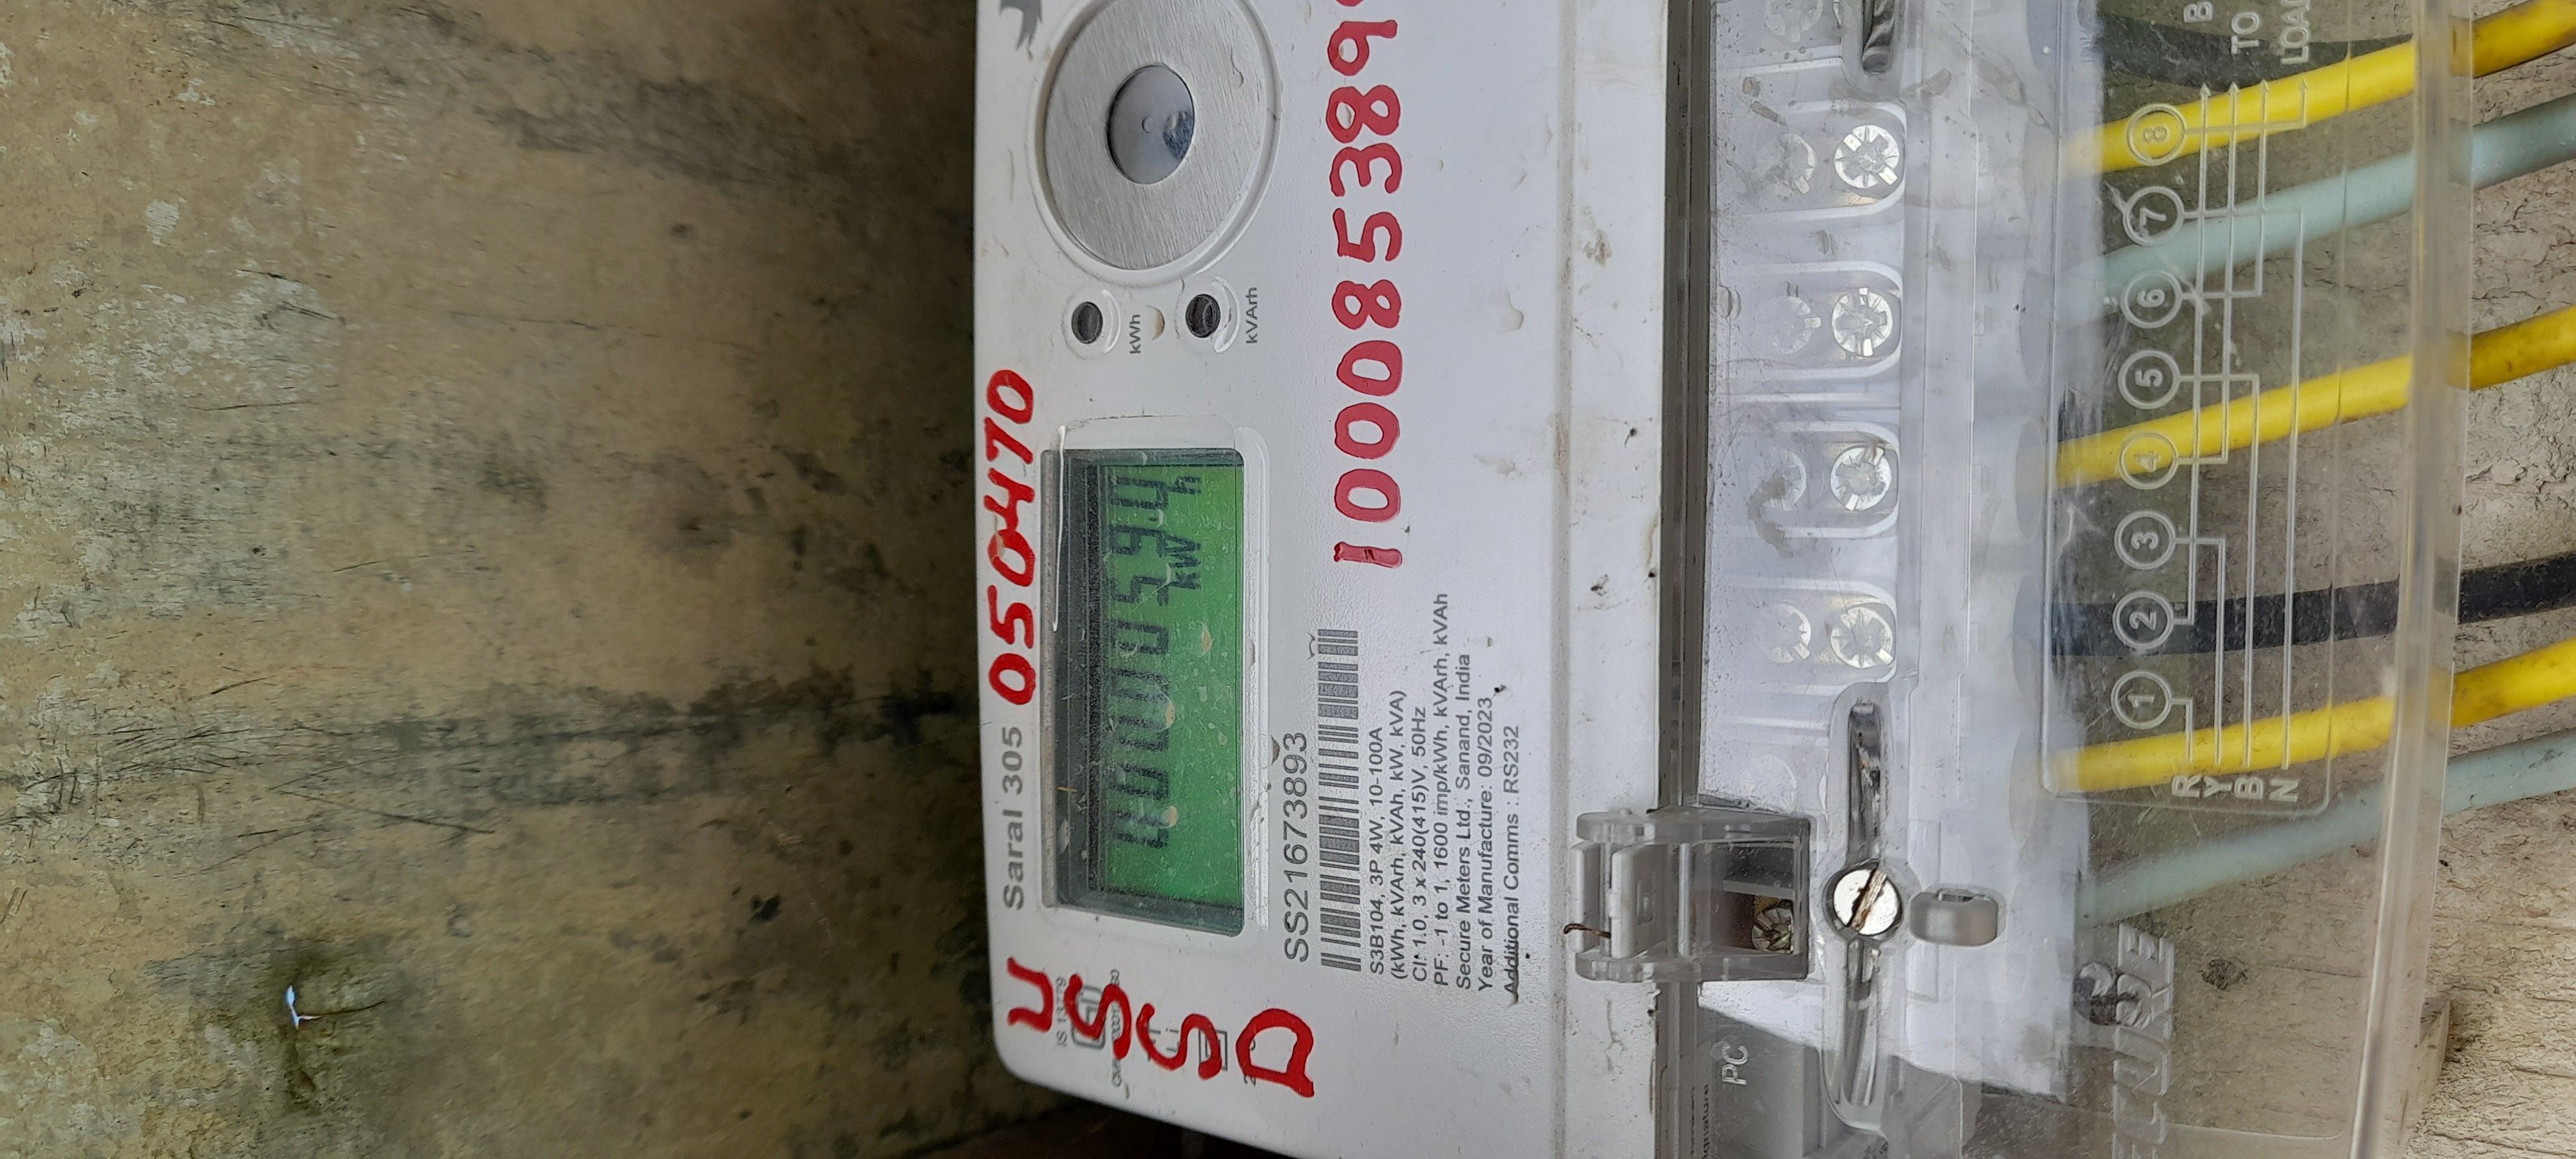 Saral 305
050470
U
S
S
D
IS 13779
kWh
kVArh
kW
h
SS21673893
10008538
S3B104, 3P 4W, 10-100A
(kWh, kVArh, kVAh, kW, kVA)
Cl: 1.0, 3 x 240(415)V, 50Hz
PF: -1 to 1, 1600 imp/kWh, kVArh, kVAh
Secure Meters Ltd., Sanand, India
Year of Manufacture: 09/2023
Additional Comms : RS232
PC
1 2 3 4 5 6 7 8
R
Y
B
N
B
TO
LOAD